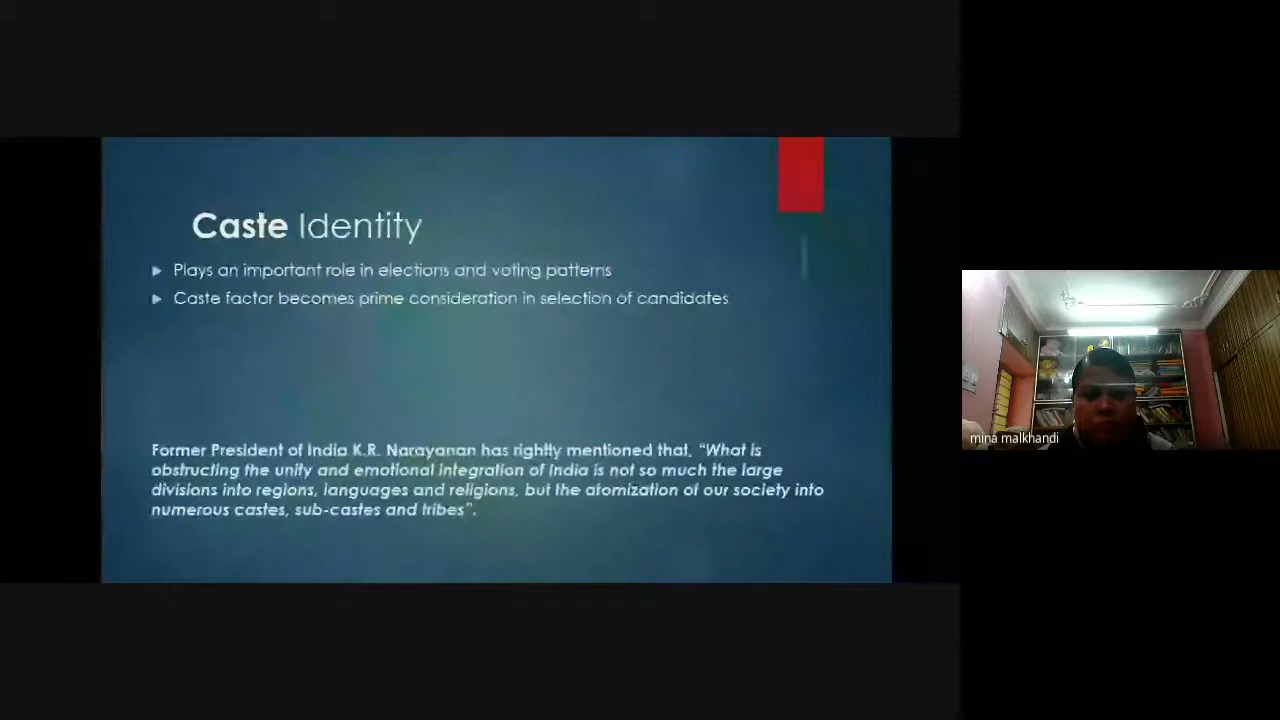 Caste Identity
Plays an important role in elections and voting patterns
Caste factor becomes prime consideration in selection of candidates
Former President of India K.R. Narayanan has rightly mentioned that, “What is
obstructing the unity and emotional integration of India is not so much the large
divisions into regions, languages and religions, but the atomization of our society into
numerous castes, sub-castes and tribes”.
mina malkhandi